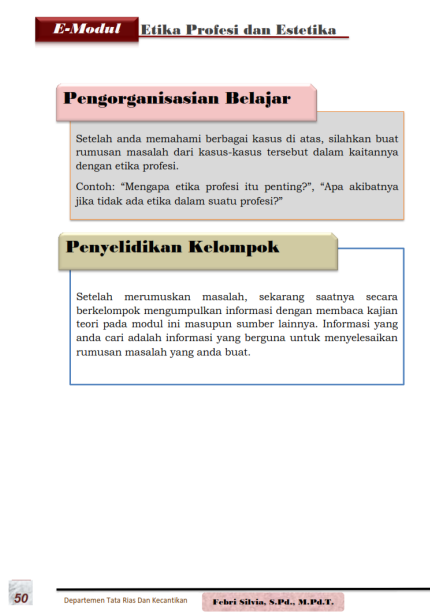 E-Modul Etika Profesi dan Estetika
Pengorganisasian Belajar
Setelah anda memahami berbagai kasus di atas, silahkan buat
rumusan masalah dari kasus-kasus tersebut dalam kaitannya
dengan etika profesi.
Contoh: “Mengapa etika profesi itu penting?”, “Apa akibatnya
jika tidak ada etika dalam suatu profesi?”
Penyelidikan Kelompok
Setelah merumuskan masalah, sekarang saatnya secara
berkelompok mengumpulkan informasi dengan membaca kajian
teori pada modul ini masupun sumber lainnya. Informasi yang
anda cari adalah informasi yang berguna untuk menyelesaikan
rumusan masalah yang anda buat.
50 Departemen Tata Rias Dan Kecantikan Febri Silvia, S.Pd., M.Pd.T.